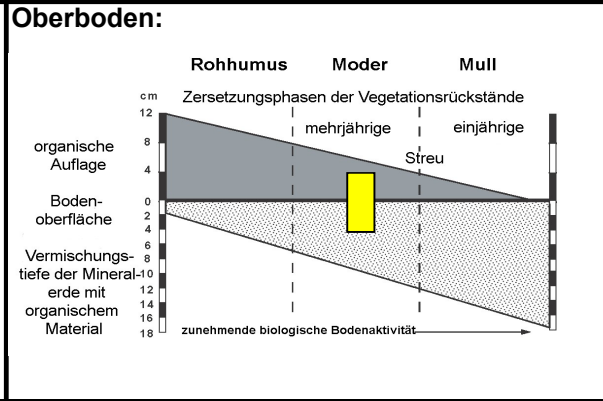 Oberboden:
Rohhumus Moder Mull
cm Zersetzungsphasen der Vegetationsrückstände
12
mehrjährige einjährige
organische
Auflage
8
Streu
4
Boden-
oberfläche
0
2
4
Vermischungs-
tiefe der Mineral-
erde mit
organischem
Material
6
8
10
12
14
16
18
zunehmende biologische Bodenaktivität